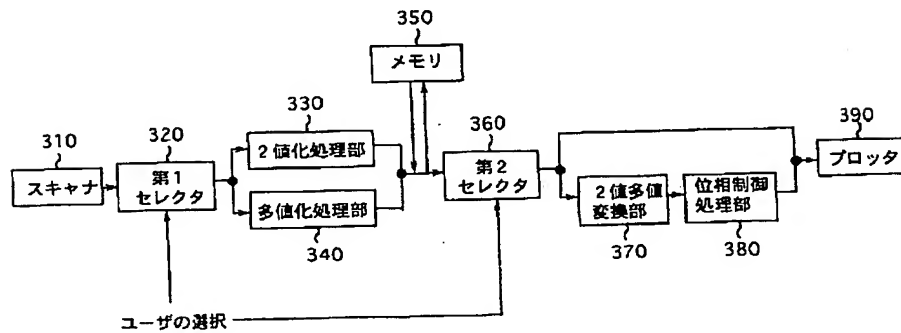 350
メモリ
330
2値化処理部
310
スキャナ
320
第1
セレクタ
多値化処理部
340
360
第2
セレクタ
390
プロッタ
2値多値
変換部
370
位相制御
処理部
380
ユーザの選択